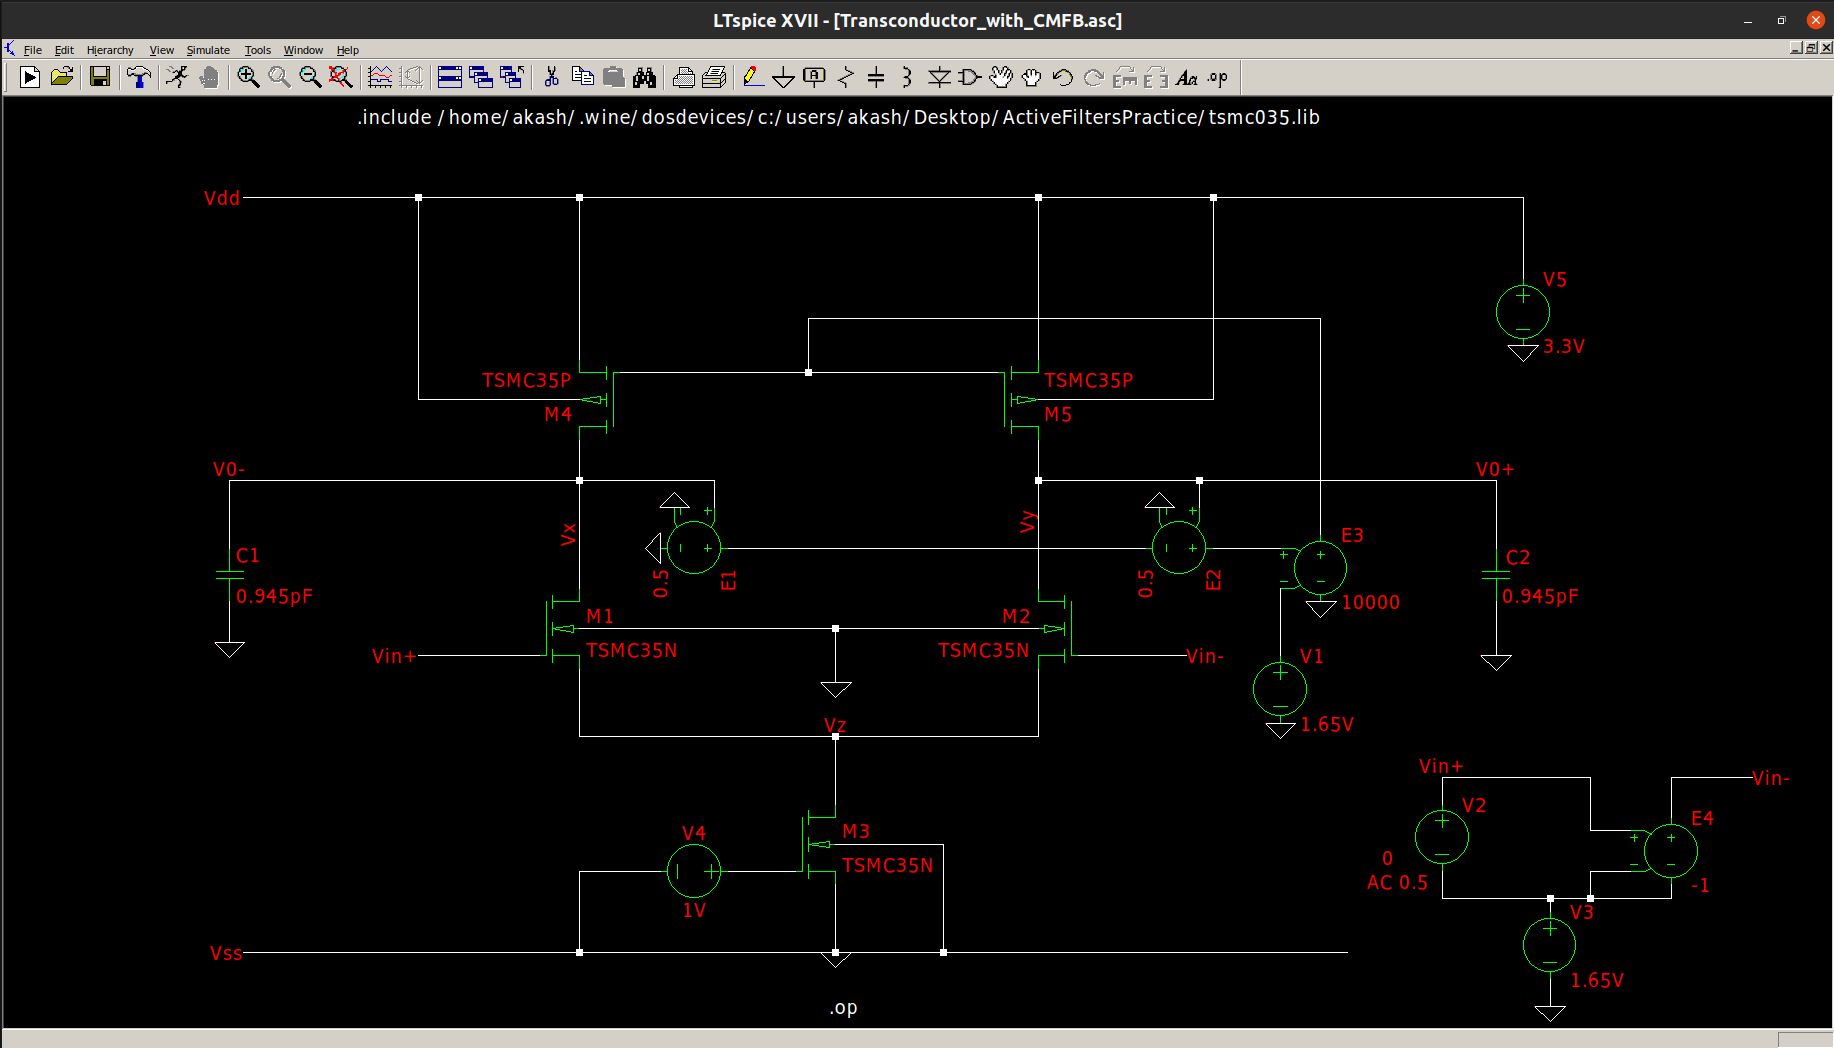 LTspice XVII - [Transconductor_with_CMFB.asc]
File Edit Hierarchy View Simulate Tools Window Help
.op
.include /home/akash/.wine/dosdevices/c:/users/akash/Desktop/ActiveFiltersPractice/tsmc035.lib
Vdd
V5
3.3V
TSMC35P
M4
TSMC35P
M5
V0-
V0+
Vx
Vy
C1
0.945pF
0.5
E1
0.5
E2
E3
10000
C2
0.945pF
M1
TSMC35N
M2
TSMC35N
Vin+
Vin-
V1
1.65V
Vz
V4
1V
M3
TSMC35N
Vin+
V2
0
AC 0.5
Vin-
E4
-1
V3
1.65V
Vss
.op